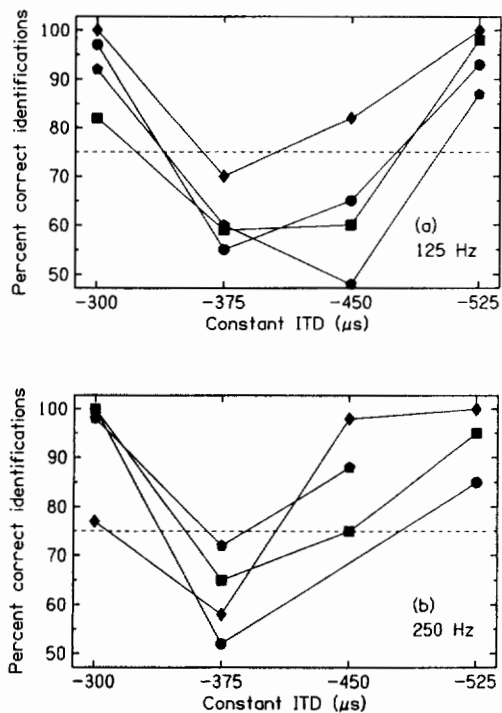 Percent correct identifications
100
90
80
70
60
50
(a)
125 Hz
−300
−375
−450
−525
Constant ITD (μs)
Percent correct identifications
100
90
80
70
60
50
(b)
250 Hz
−300
−375
−450
−525
Constant ITD (μs)